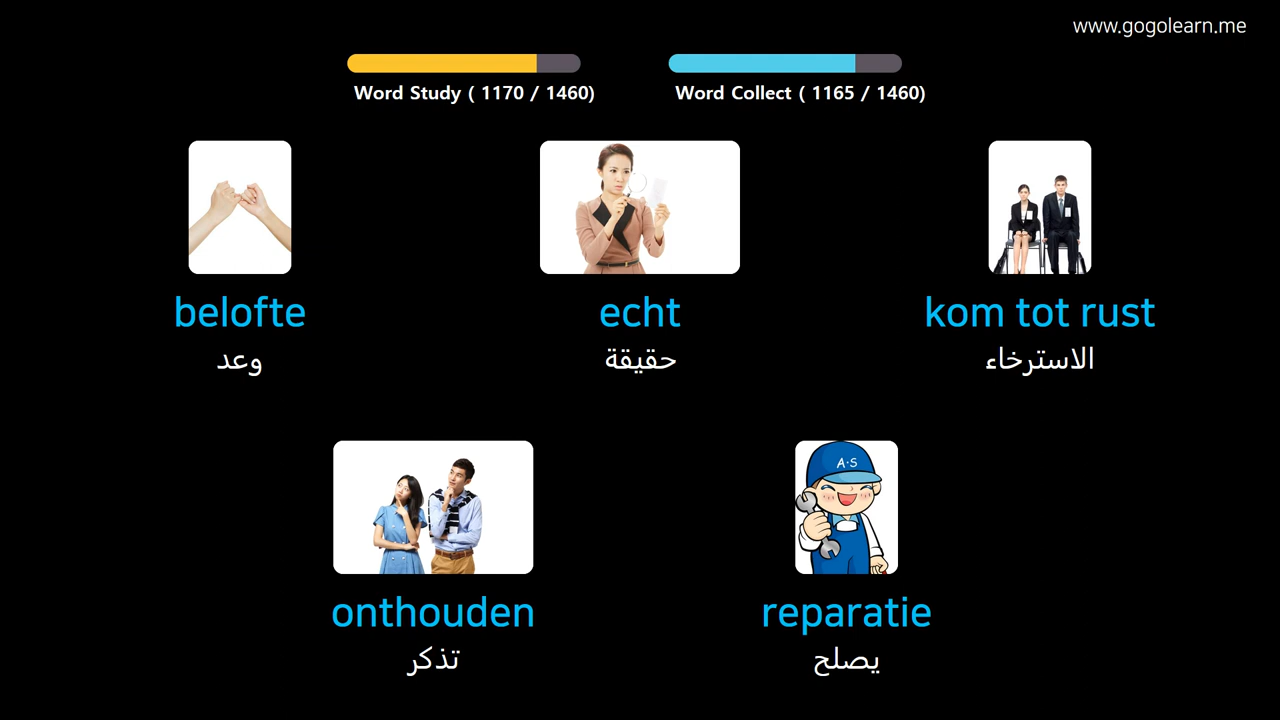 www.gogolearn.me
Word Study ( 1170 / 1460)
Word Collect ( 1165 / 1460)
belofte
وعد
echt
حقيقة
kom tot rust
الاسترخاء
A·S
onthouden
تذكر
reparatie
يصلح